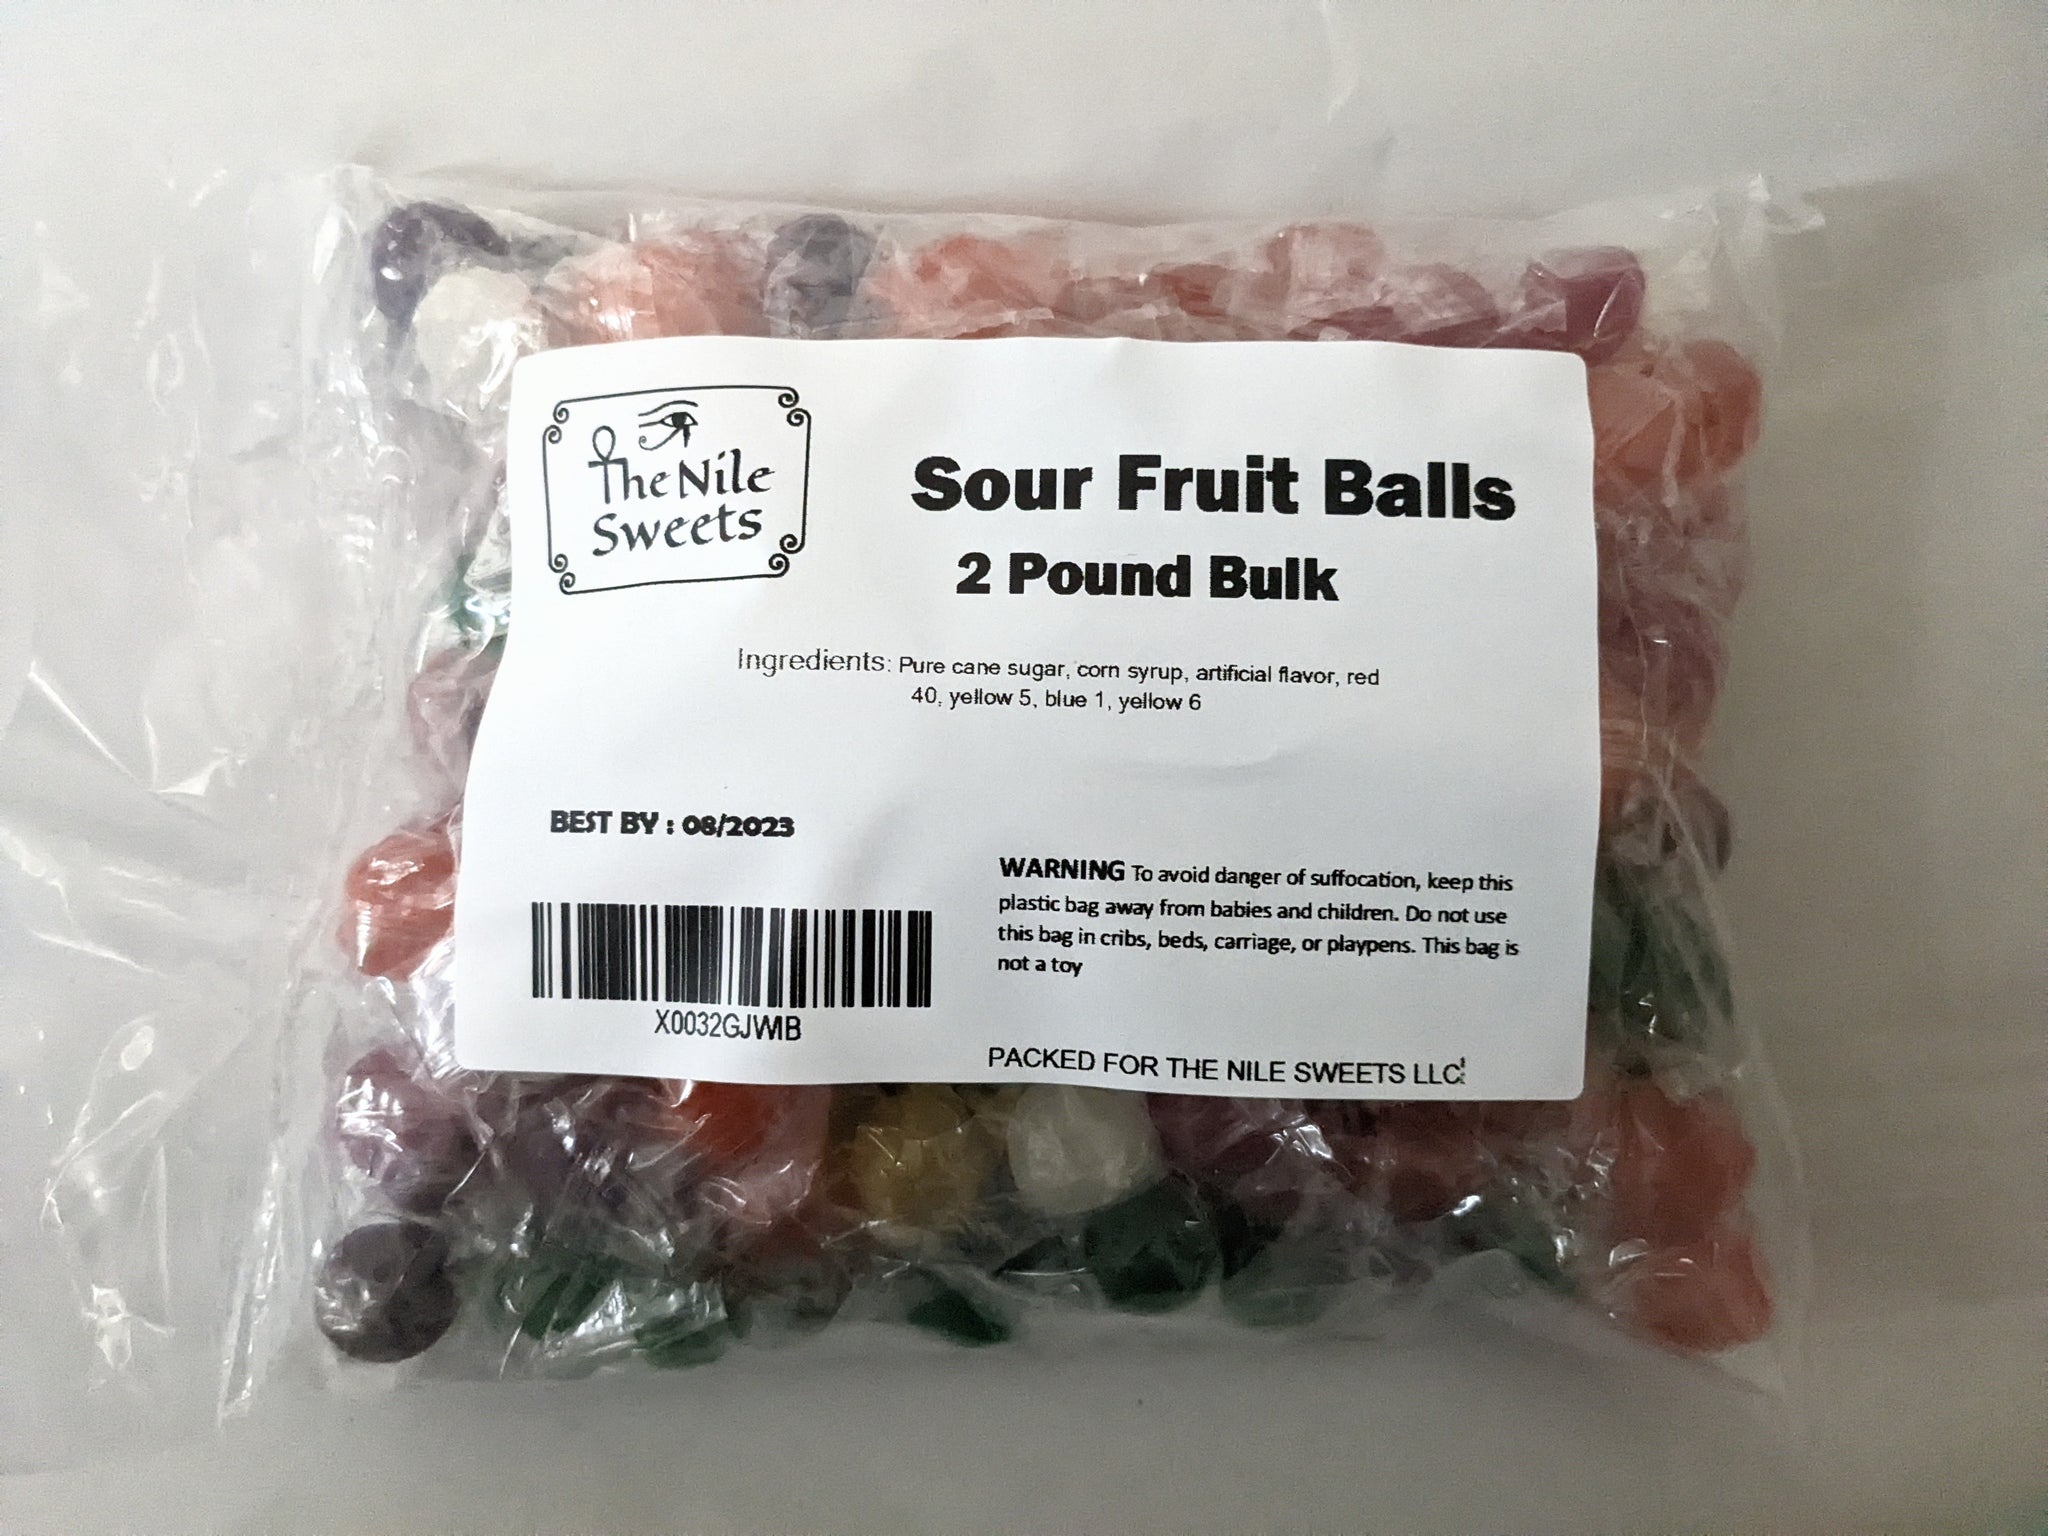 The Nile
Sweets
Sour Fruit Balls
2 Pound Bulk
Ingredients: Pure cane sugar, corn syrup, artificial flavor, red
40, yellow 5, blue 1, yellow 6
BEST BY : 08/2023
X0032GJWIB
WARNING To avoid danger of suffocation, keep this
plastic bag away from babies and children. Do not use
this bag in cribs, beds, carriage, or playpens. This bag is
not a toy
PACKED FOR THE NILE SWEETS LLC